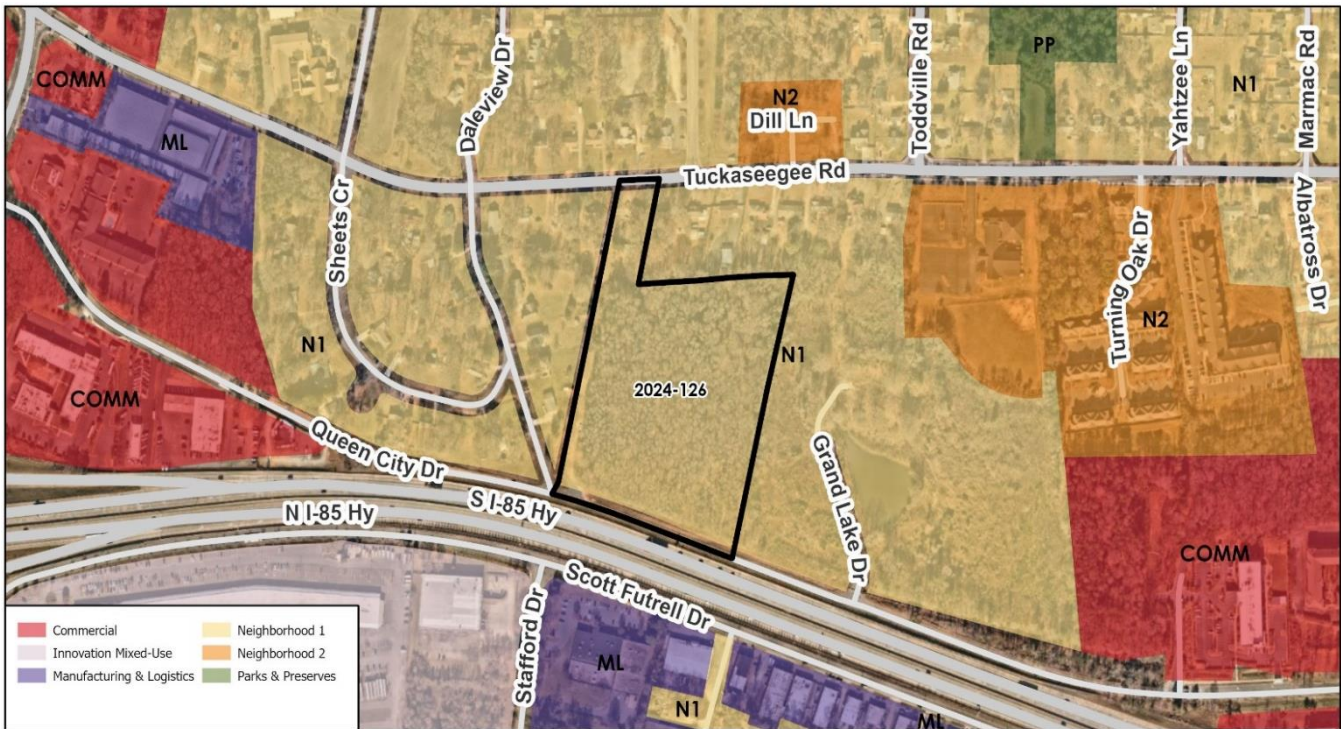 PP
COMM
N2
Dill Ln
ML
Daleview Dr
Toddville Rd
Yahtzee Ln
N1
Marmac Rd
Tuckaseegee Rd
Sheets Cr
Albatross Dr
Turning Oak Dr
N2
N1
N1
2024-126
COMM
Queen City Dr
Grand Lake Dr
S I-85 Hy
N I-85 Hy
COMM
Scott Futrell Dr
Stafford Dr
ML
N1
ML
Commercial
Innovation Mixed-Use
Manufacturing & Logistics
Neighborhood 1
Neighborhood 2
Parks & Preserves